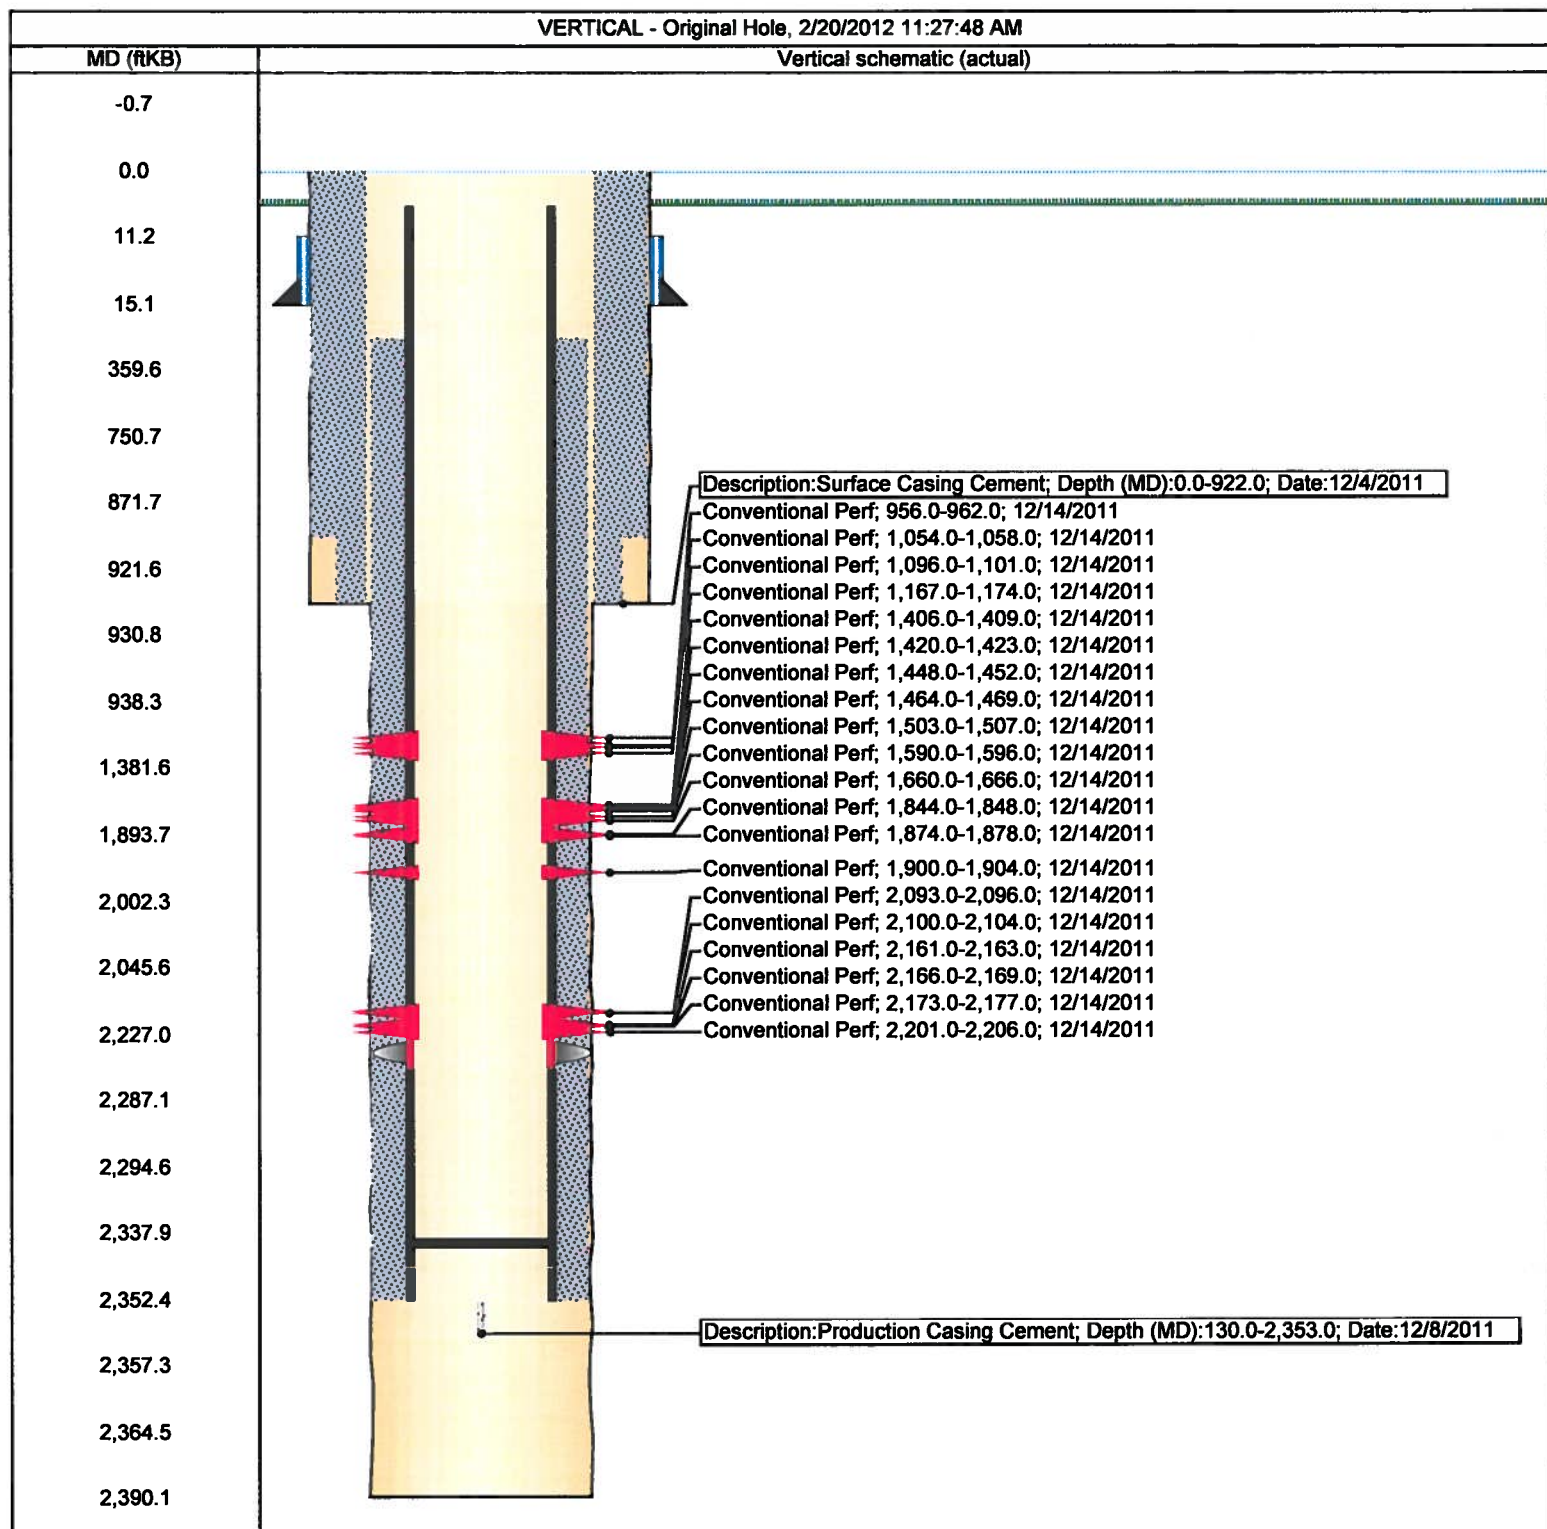 VERTICAL - Original Hole, 2/20/2012 11:27:48 AM
MD (ftKB)
Vertical schematic (actual)
-0.7
0.0
11.2
15.1
359.6
750.7
871.7
921.6
930.8
938.3
1,381.6
1,893.7
2,002.3
2,045.6
2,227.0
2,287.1
2,294.6
2,337.9
2,352.4
2,357.3
2,364.5
2,390.1
Description:Surface Casing Cement; Depth (MD):0.0-922.0; Date:12/4/2011
Conventional Perf; 956.0-962.0; 12/14/2011
Conventional Perf; 1,054.0-1,058.0; 12/14/2011
Conventional Perf; 1,096.0-1,101.0; 12/14/2011
Conventional Perf; 1,167.0-1,174.0; 12/14/2011
Conventional Perf; 1,406.0-1,409.0; 12/14/2011
Conventional Perf; 1,420.0-1,423.0; 12/14/2011
Conventional Perf; 1,448.0-1,452.0; 12/14/2011
Conventional Perf; 1,464.0-1,469.0; 12/14/2011
Conventional Perf; 1,503.0-1,507.0; 12/14/2011
Conventional Perf; 1,590.0-1,596.0; 12/14/2011
Conventional Perf; 1,660.0-1,666.0; 12/14/2011
Conventional Perf; 1,844.0-1,848.0; 12/14/2011
Conventional Perf; 1,874.0-1,878.0; 12/14/2011
Conventional Perf; 1,900.0-1,904.0; 12/14/2011
Conventional Perf; 2,093.0-2,096.0; 12/14/2011
Conventional Perf; 2,100.0-2,104.0; 12/14/2011
Conventional Perf; 2,161.0-2,163.0; 12/14/2011
Conventional Perf; 2,166.0-2,169.0; 12/14/2011
Conventional Perf; 2,173.0-2,177.0; 12/14/2011
Conventional Perf; 2,201.0-2,206.0; 12/14/2011
Description:Production Casing Cement; Depth (MD):130.0-2,353.0; Date:12/8/2011